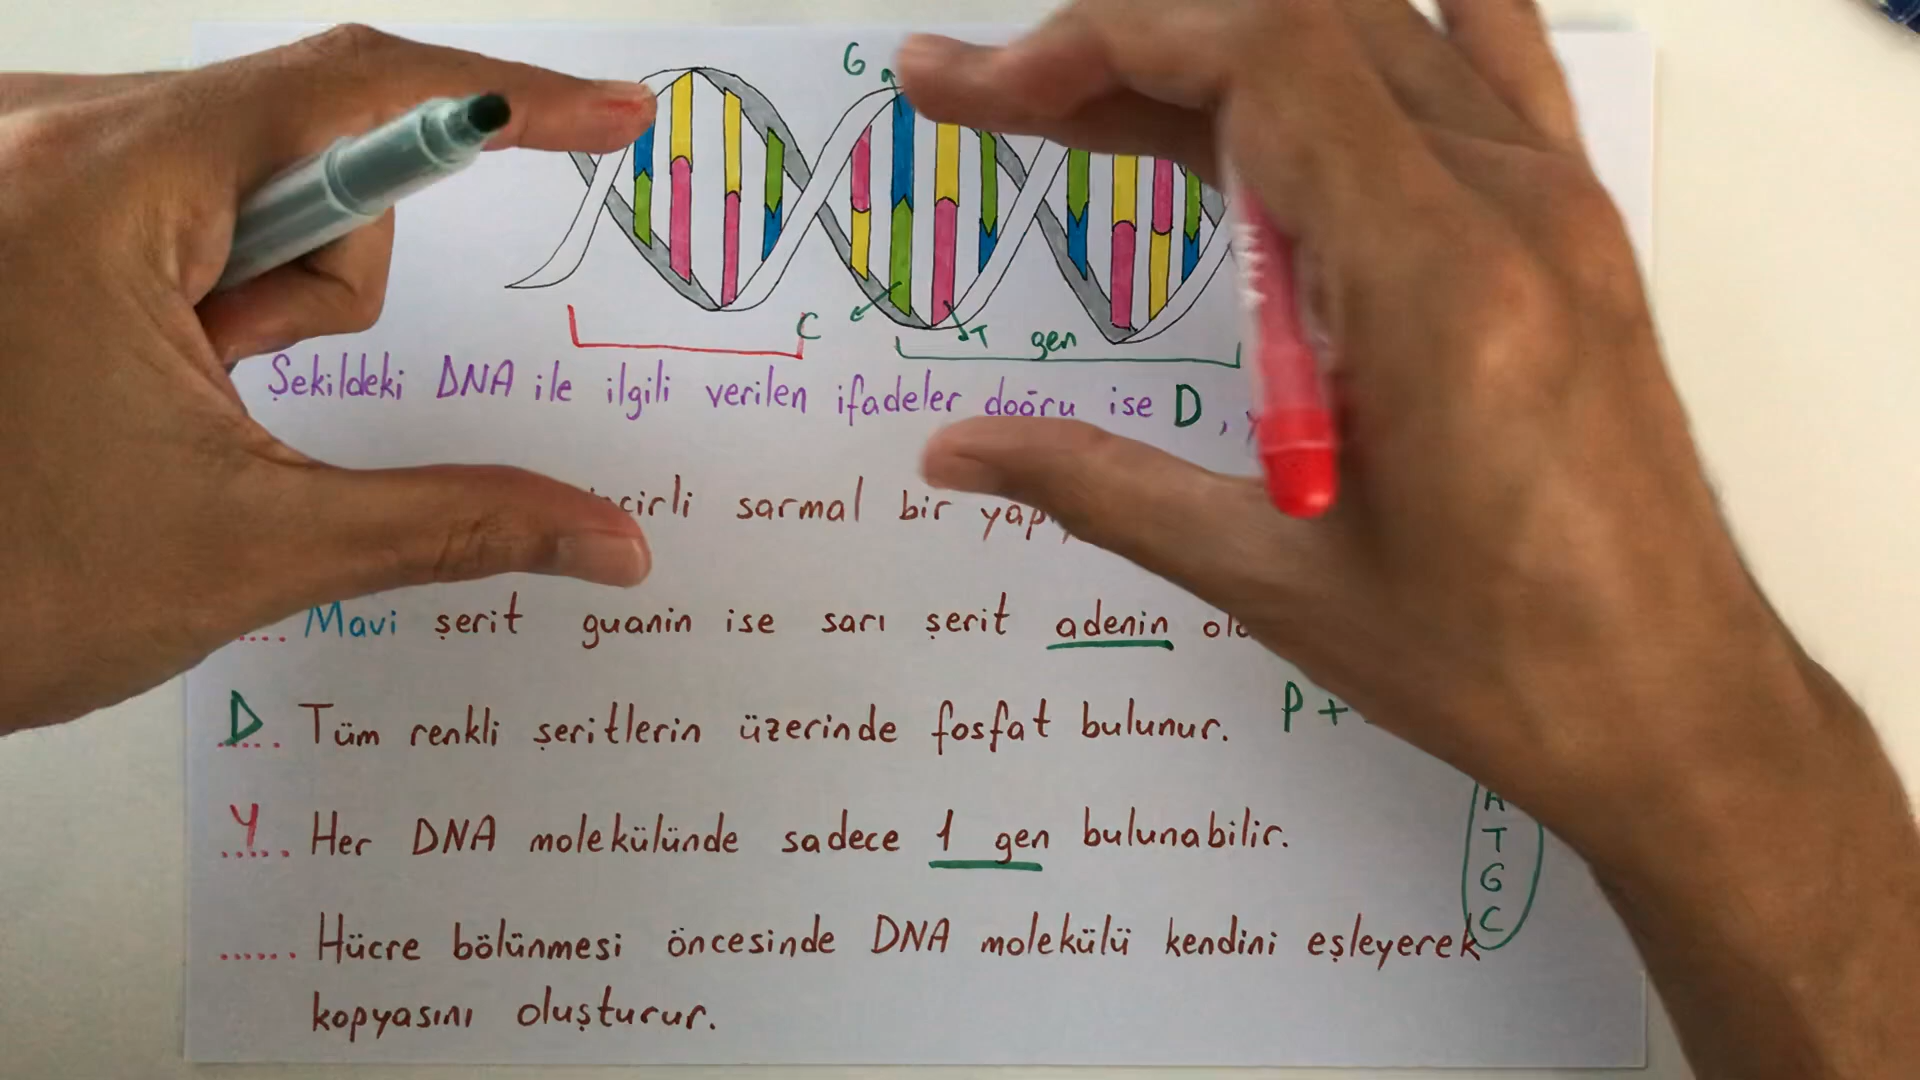 G
C
T
gen
Şekildeki DNA ile ilgili verilen ifadeler doğru ise D,
sarmal bir
..... Mavi şerit guanin ise sarı şerit adenin
D ..... Tüm renkli şeritlerin üzerinde fosfat bulunur. P +
Y ..... Her DNA molekülünde sadece 1 gen bulunabilir.
A
T
G
C
...... Hücre bölünmesi öncesinde DNA molekülü kendini eşleyerek
kopyasını oluşturur.